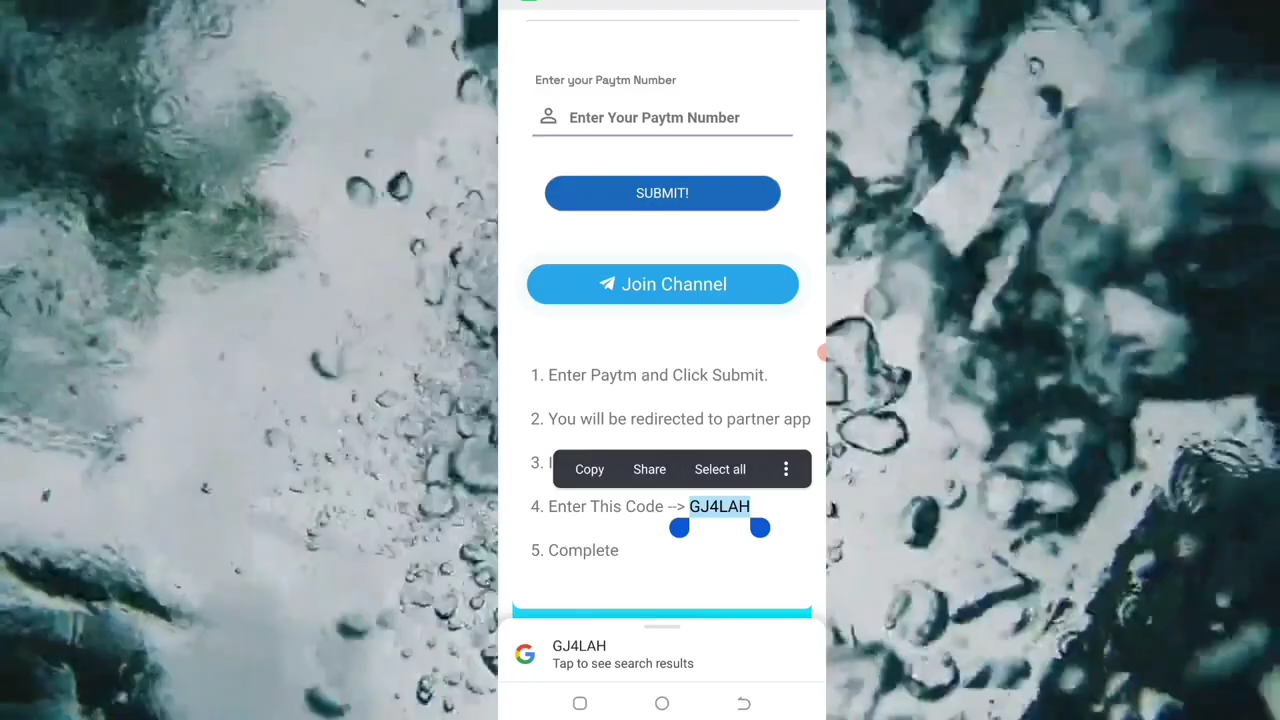 Enter your Paytm Number
Enter Your Paytm Number
SUBMIT!
Join Channel
1. Enter Paytm and Click Submit.
2. You will be redirected to partner app
3.
Copy Share Select all
4. Enter This Code --> GJ4LAH
5. Complete
GJ4LAH
Tap to see search results